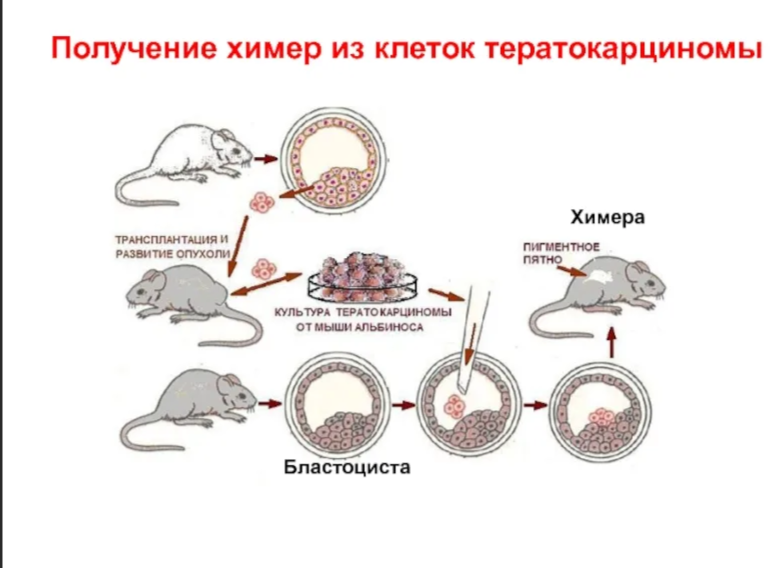 Получение химер из клеток тератокарциномы
Химера
ТРАНСПЛАНТАЦИЯ И
РАЗВИТИЕ ОПУХОЛИ
ПИГМЕНТНОЕ
ПЯТНО
КУЛЬТУРА ТЕРАТОКАРЦИНОМЫ
ОТ МЫШИ АЛЬБИНОСА
Бластоциста